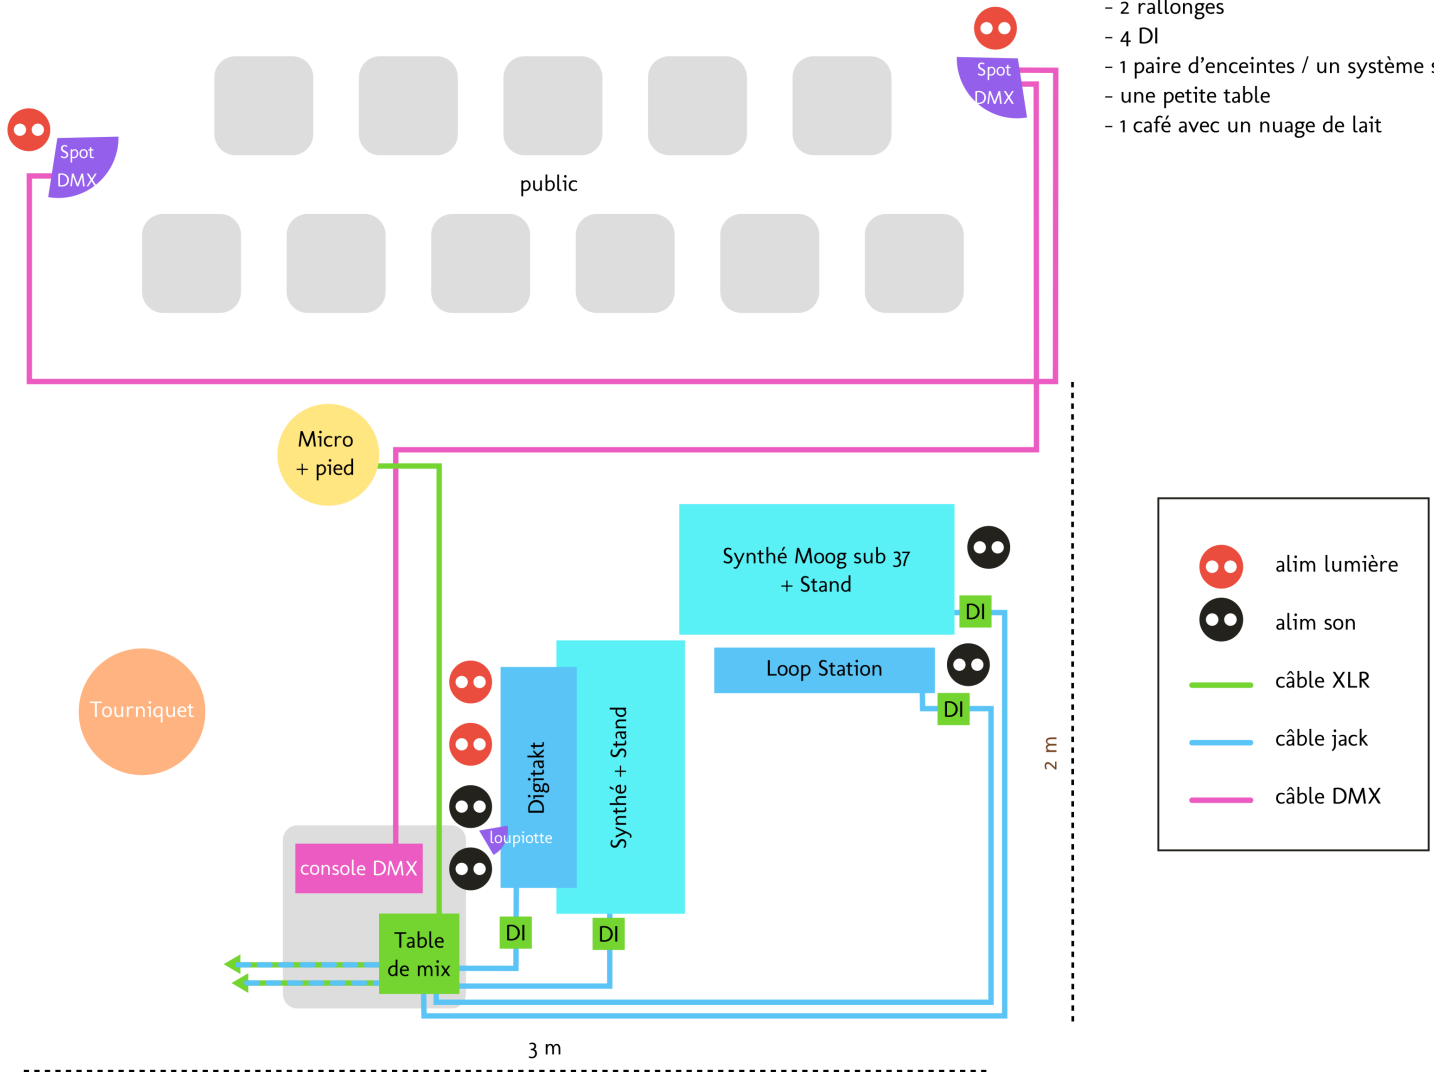 - 2 rallonges
- 4 DI
- 1 paire d'enceintes / un système
- une petite table
- 1 café avec un nuage de lait
Spot
DMX
Spot
DMX
public
Micro
+ pied
Synthé Moog sub 37
+ Stand
DI
Loop Station
DI
Tourniquet
Digitakt
Synthé + Stand
loupiotte
console DMX
Table
de mix
DI
DI
2 m
3 m
alim lumière
alim son
câble XLR
câble jack
câble DMX